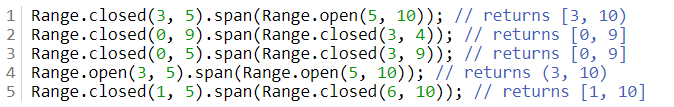 1 Range.closed(3, 5).span(Range.open(5, 10)); // returns [3, 10)
2 Range.closed(0, 9).span(Range.closed(3, 4)); // returns [0, 9]
3 Range.closed(0, 5).span(Range.closed(3, 9)); // returns [0, 9]
4 Range.open(3, 5).span(Range.open(5, 10)); // returns (3, 10)
5 Range.closed(1, 5).span(Range.closed(6, 10)); // returns [1, 10]